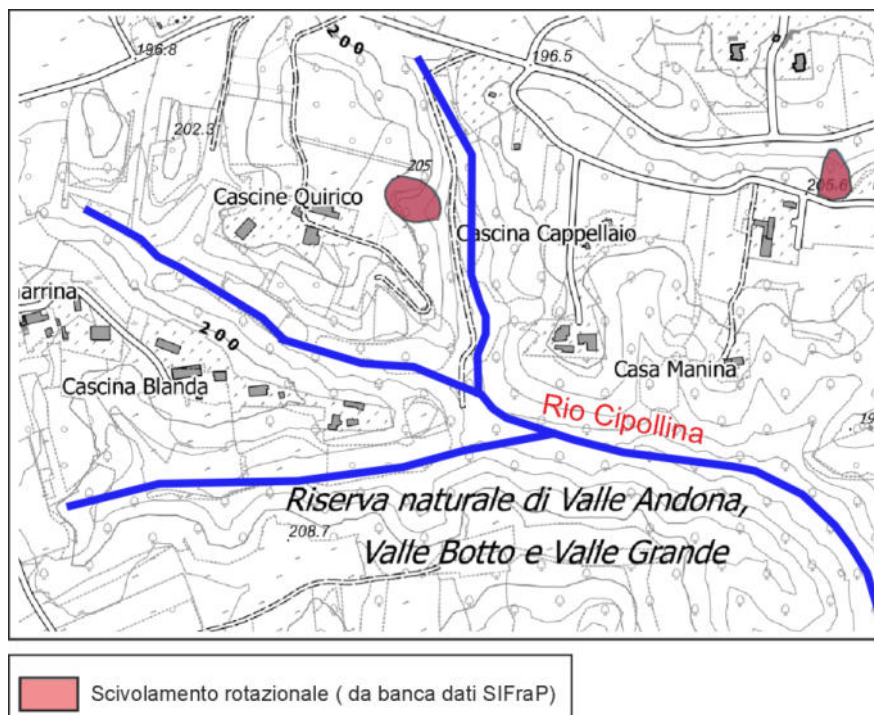 196.8
200
196.5
202.3
205
205.6
Cascine Quirico
Cascina Cappellaio
arrina
200
Cascina Blanda
Casa Manina
Rio Cipollina
19
Riserva naturale di Valle Andona,
208.7
Valle Botto e Valle Grande
Scivolamento rotazionale ( da banca dati SIFraP)